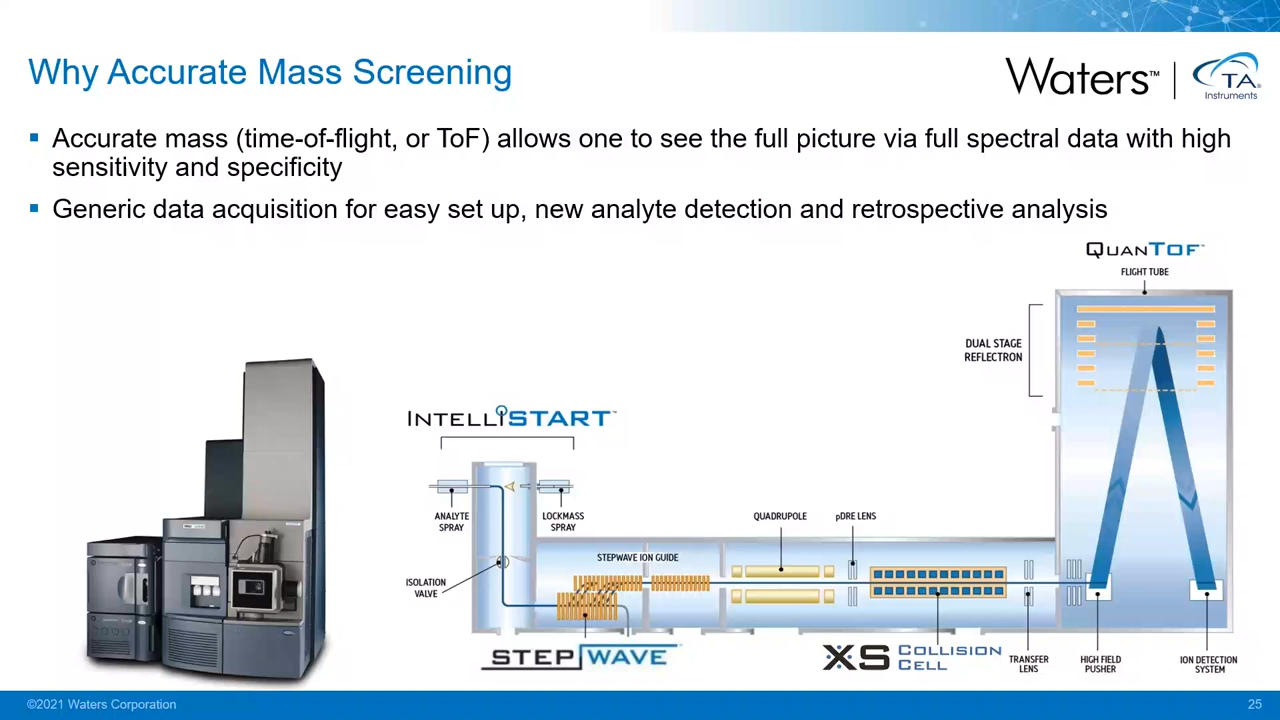 Why Accurate Mass Screening
Waters™
TA
Instruments
▪ Accurate mass (time-of-flight, or ToF) allows one to see the full picture via full spectral data with high
sensitivity and specificity
▪ Generic data acquisition for easy set up, new analyte detection and retrospective analysis
QUANTOF™
FLIGHT TUBE
DUAL STAGE
REFLECTRON
INTELLISTART™
ANALYTE
SPRAY
LOCKMASS
SPRAY
QUADRUPOLE
pDRE LENS
STEPWAVE ION GUIDE
ISOLATION
VALVE
STEPWAVE™
XS COLLISION
CELL
TRANSFER
LENS
HIGH FIELD
PUSHER
ION DETECTION
SYSTEM
©2021 Waters Corporation
25